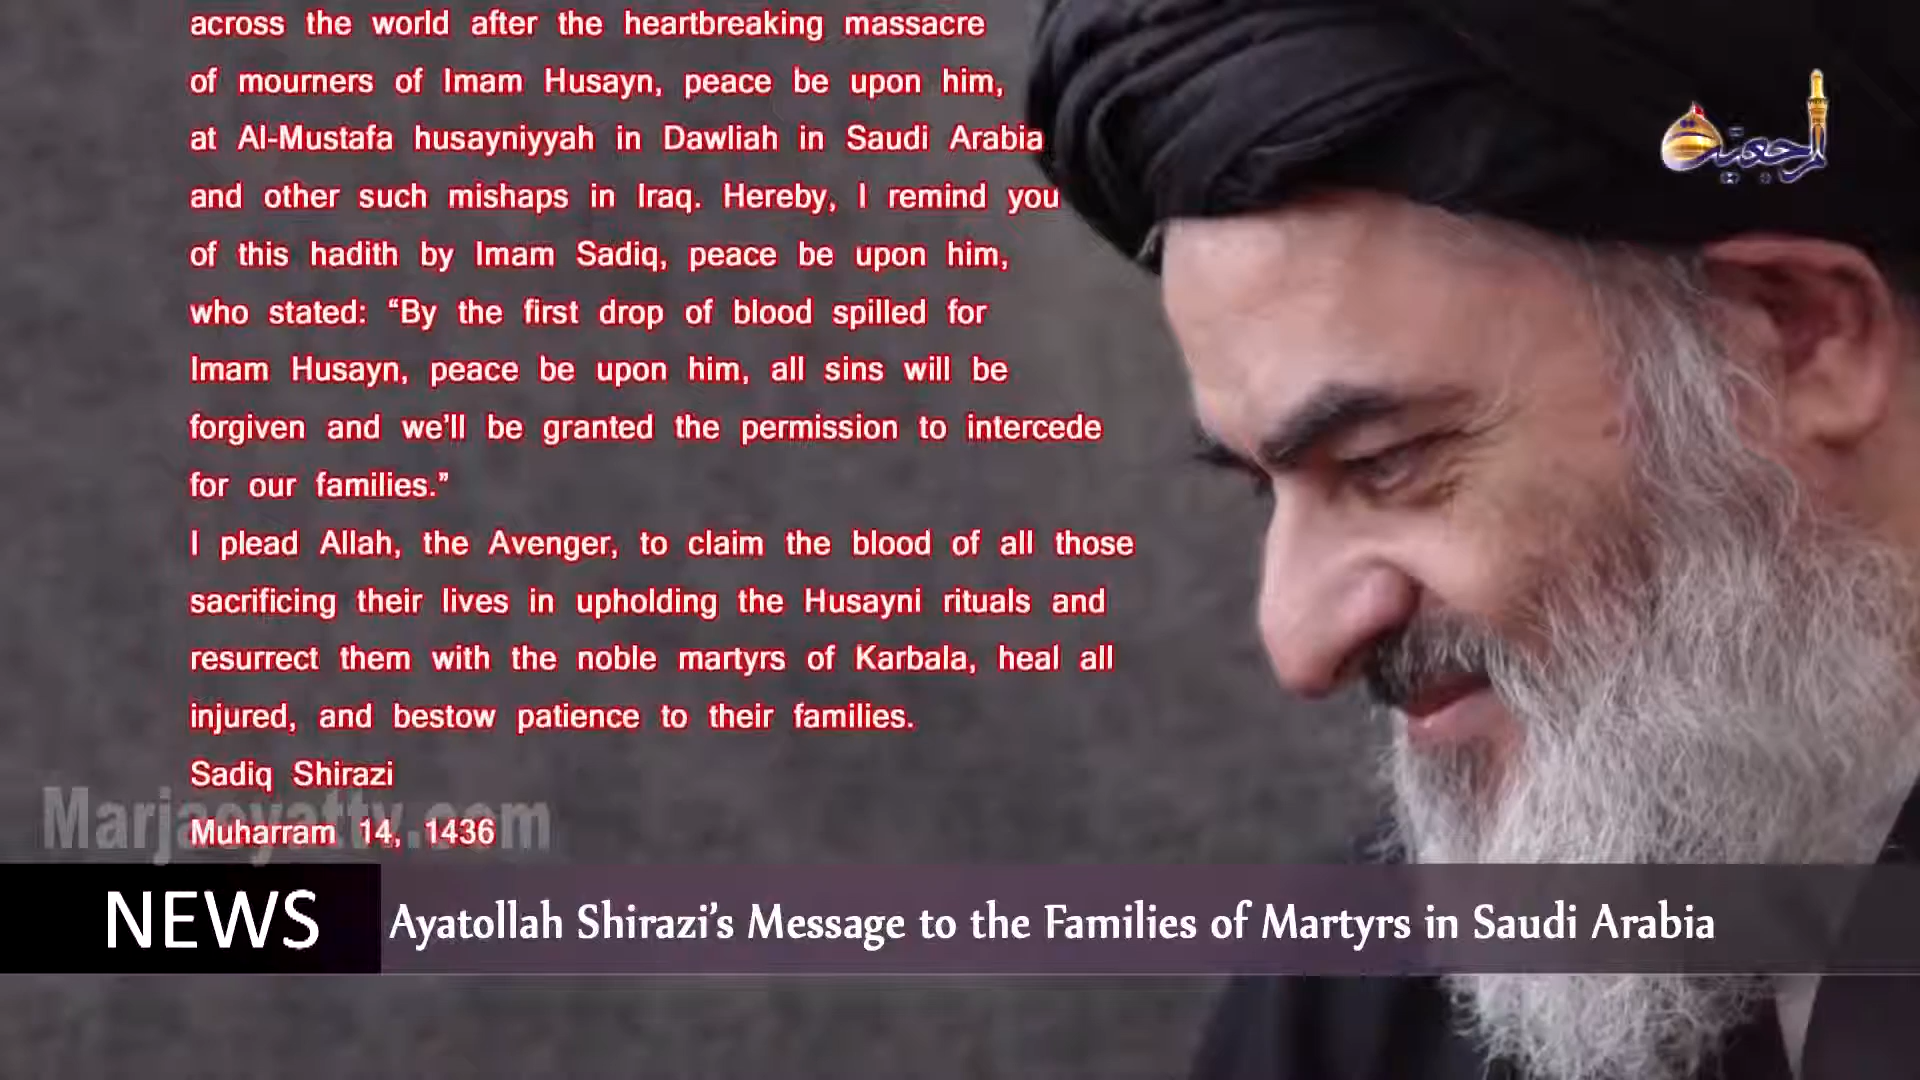 across the world after the heartbreaking massacre
of mourners of Imam Husayn, peace be upon him,
at Al-Mustafa husayniyyah in Dawliah in Saudi Arabia
and other such mishaps in Iraq. Hereby, I remind you
of this hadith by Imam Sadiq, peace be upon him,
who stated: “By the first drop of blood spilled for
Imam Husayn, peace be upon him, all sins will be
forgiven and we’ll be granted the permission to intercede
for our families.”
I plead Allah, the Avenger, to claim the blood of all those
sacrificing their lives in upholding the Husayni rituals and
resurrect them with the noble martyrs of Karbala, heal all
injured, and bestow patience to their families.
Sadiq Shirazi
Muharram 14, 1436
Marjaeyattv.com
NEWS Ayatollah Shirazi’s Message to the Families of Martyrs in Saudi Arabia
المرجعية